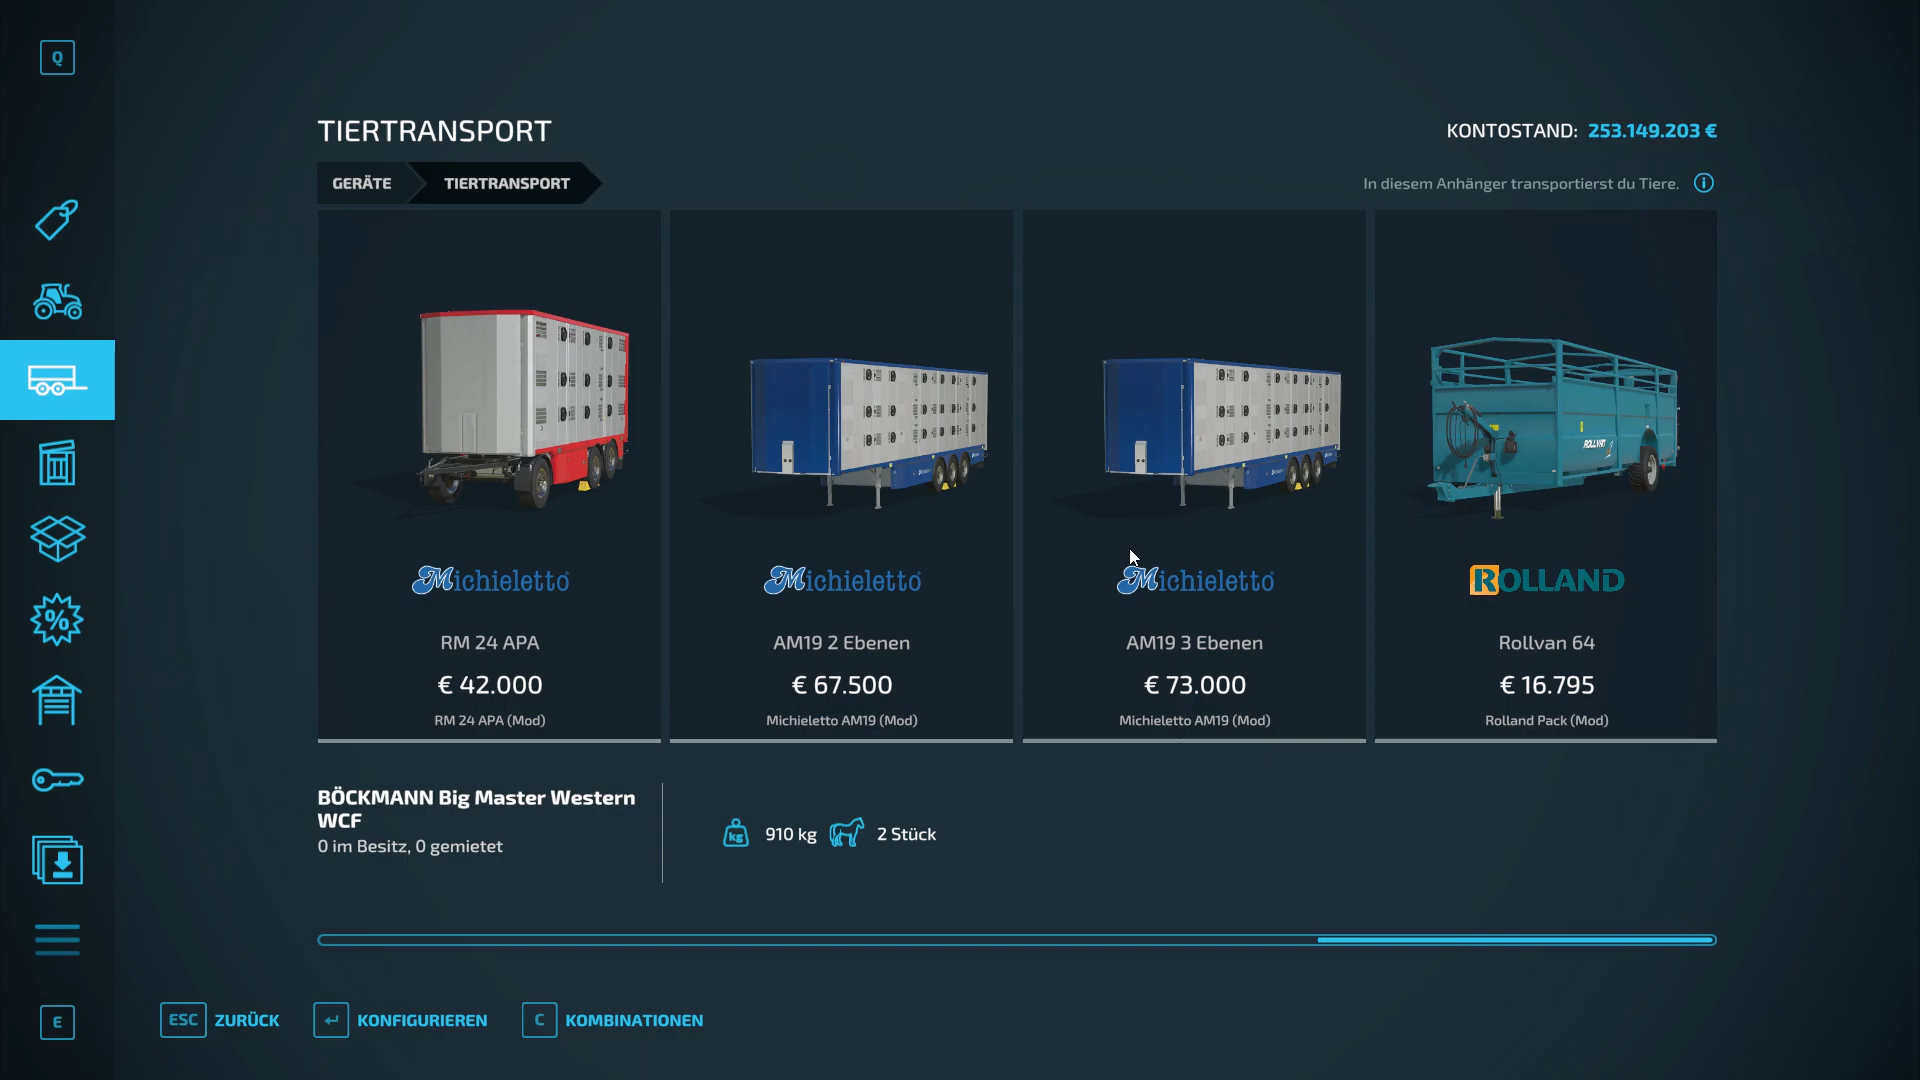 Q
TIERTRANSPORT
KONTOSTAND: 253.149.203 €
GERÄTE
TIERTRANSPORT
In diesem Anhänger transportierst du Tiere.
ROLLVAN
Michieletto
Michieletto
Michieletto
ROLLAND
RM 24 APA
AM19 2 Ebenen
AM19 3 Ebenen
Rollvan 64
€ 42.000
€ 67.500
€ 73.000
€ 16.795
RM 24 APA (Mod)
Michieletto AM19 (Mod)
Michieletto AM19 (Mod)
Rolland Pack (Mod)
BÖCKMANN Big Master Western
WCF
0 im Besitz, 0 gemietet
kg
910 kg
2 Stück
E
ESC ZURÜCK
KONFIGURIEREN
C KOMBINATIONEN